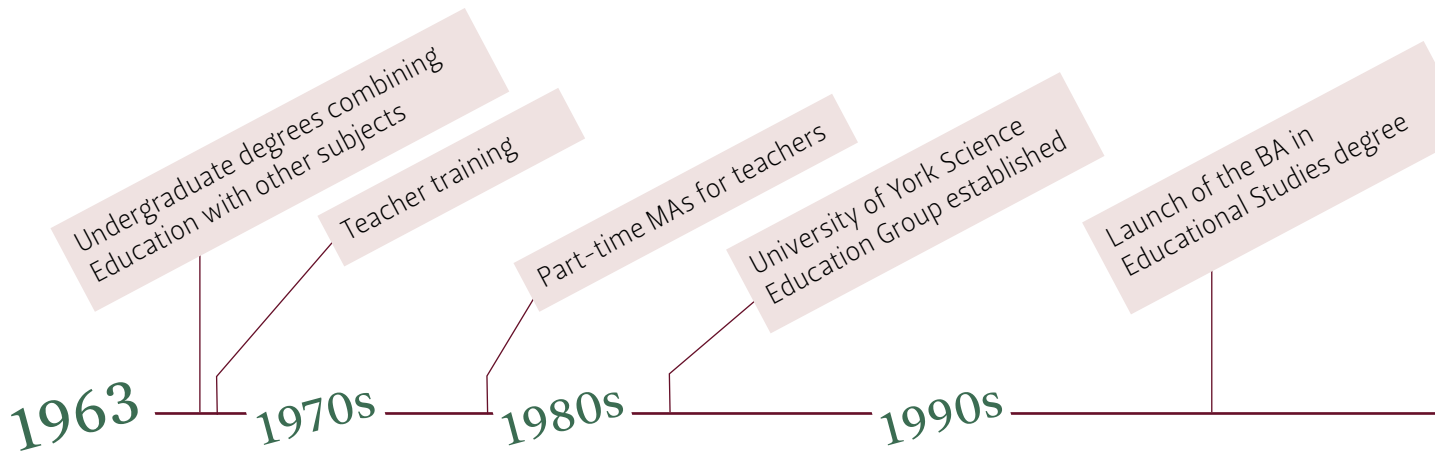 Undergraduate degrees combining
Education with other subjects
Teacher training
Part-time MAs for teachers
University of York Science
Education Group established
Launch of the BA in
Educational Studies degree
1963
1970s
1980s
1990s